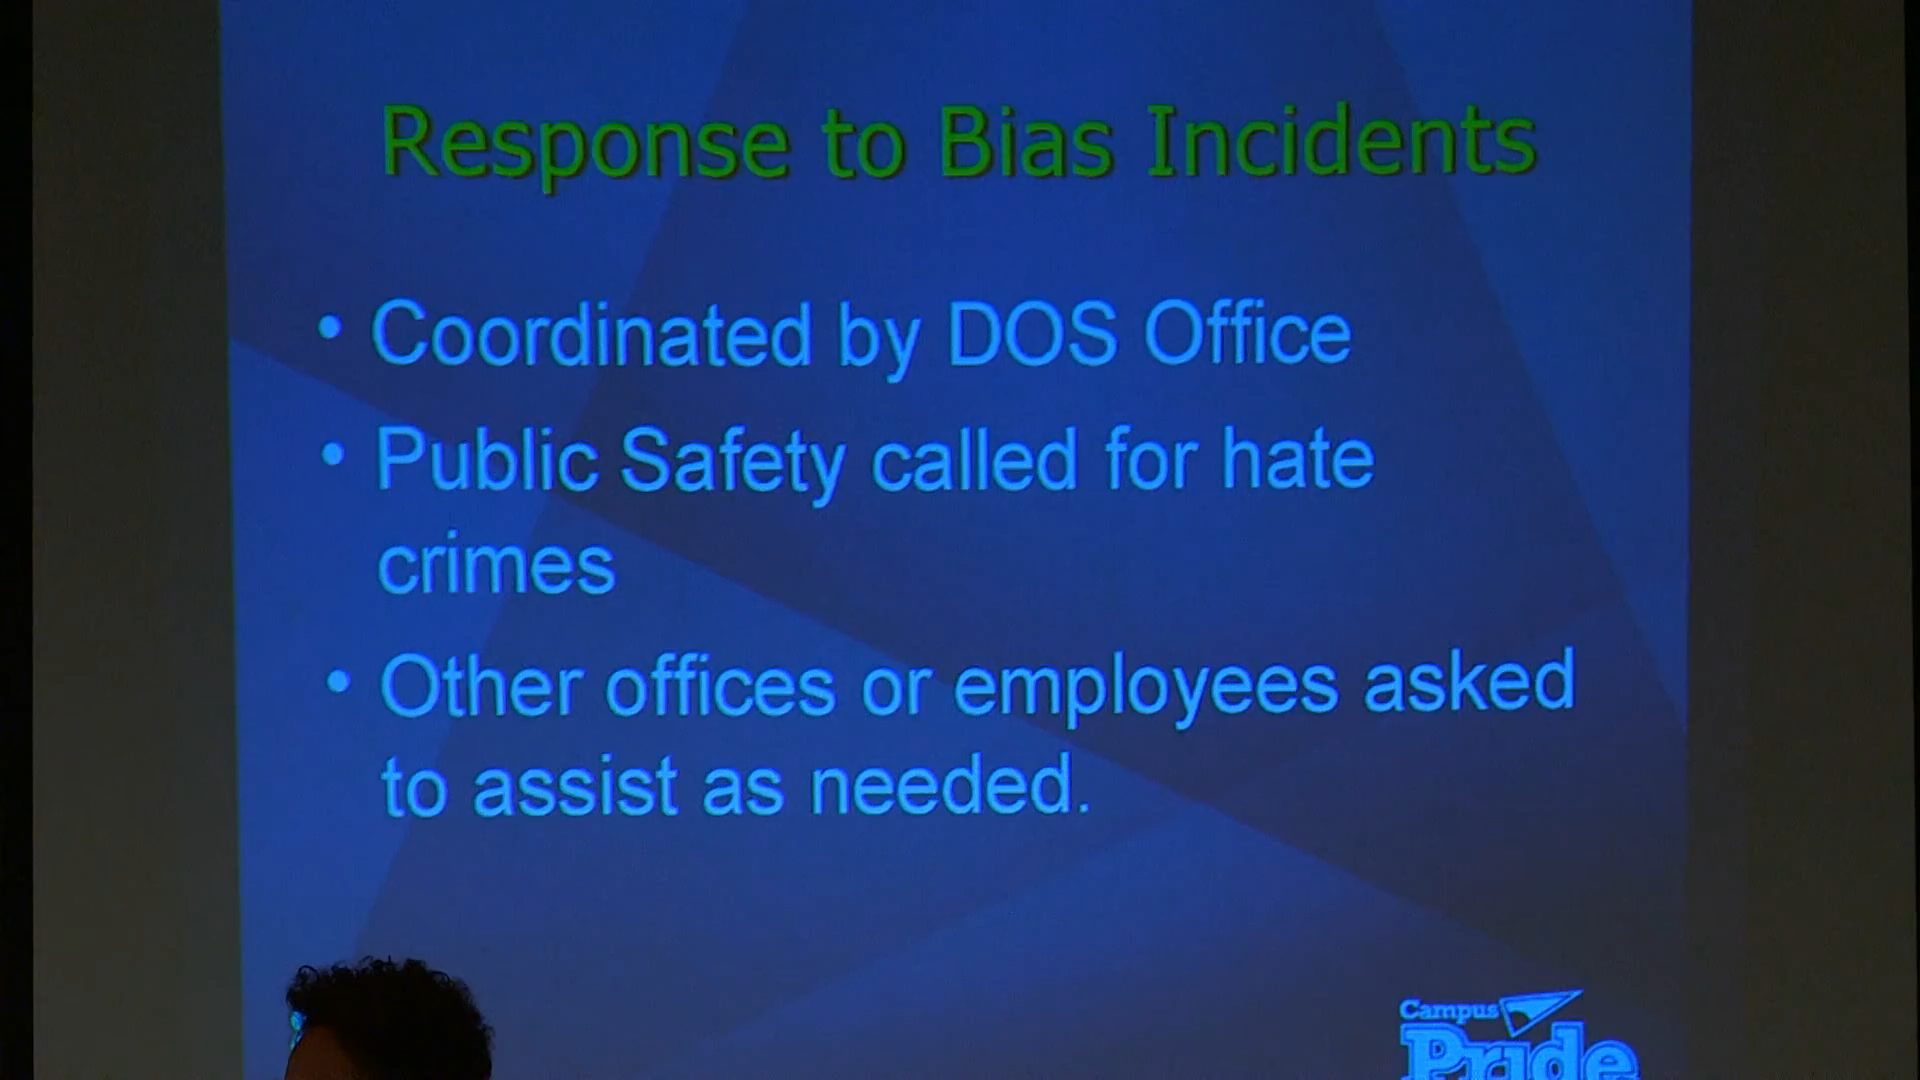 Response to Bias Incidents
• Coordinated by DOS Office
• Public Safety called for hate
crimes
• Other offices or employees asked
to assist as needed.
Campus
Pride